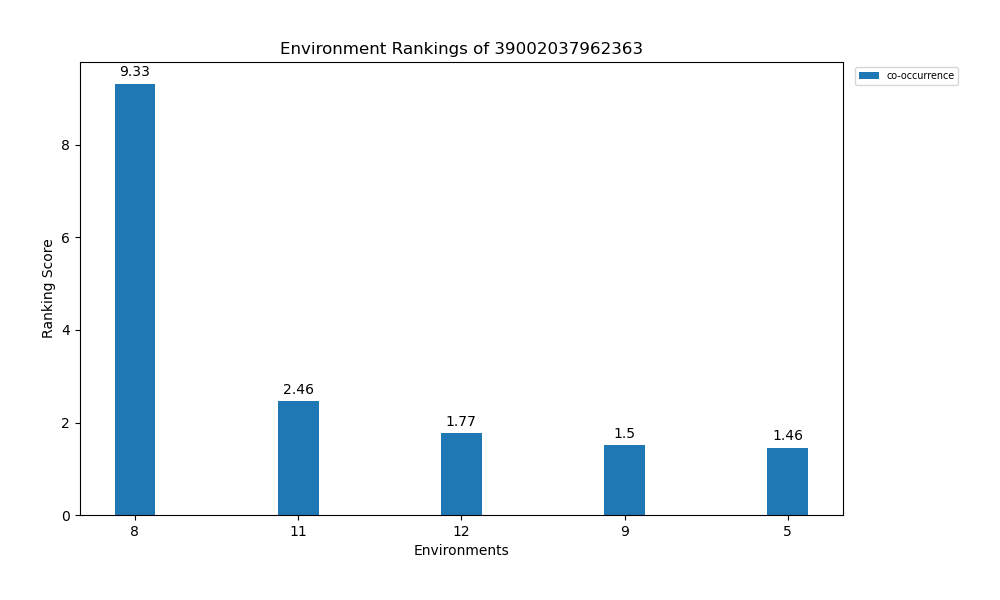 Environment Rankings of 39002037962363
co-occurrence
9.33
2.46
1.77
1.5
1.46
Ranking Score
8
6
4
2
0
8 11 12 9 5
Environments